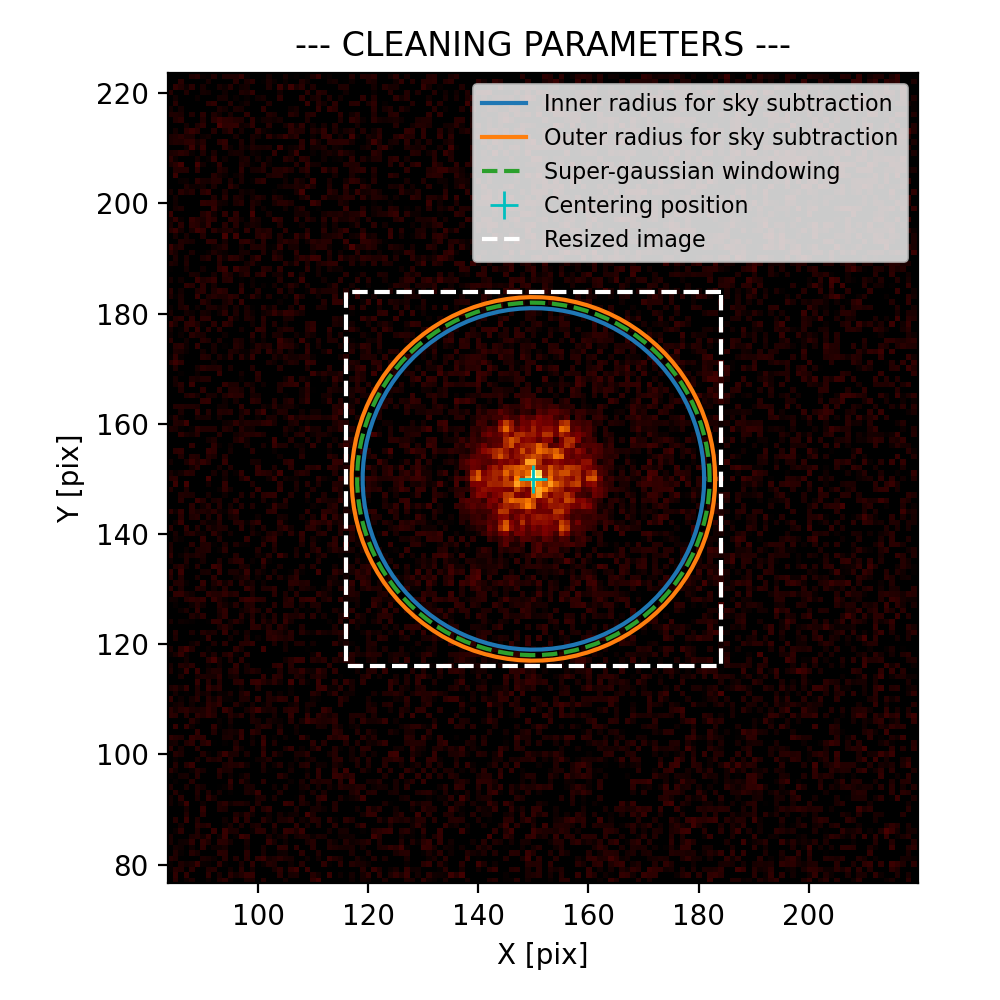 --- CLEANING PARAMETERS ---
Inner radius for sky subtraction
Outer radius for sky subtraction
Super-gaussian windowing
Centering position
Resized image
220
200
180
160
140
120
100
80
Y [pix]
100 120 140 160 180 200
X [pix]